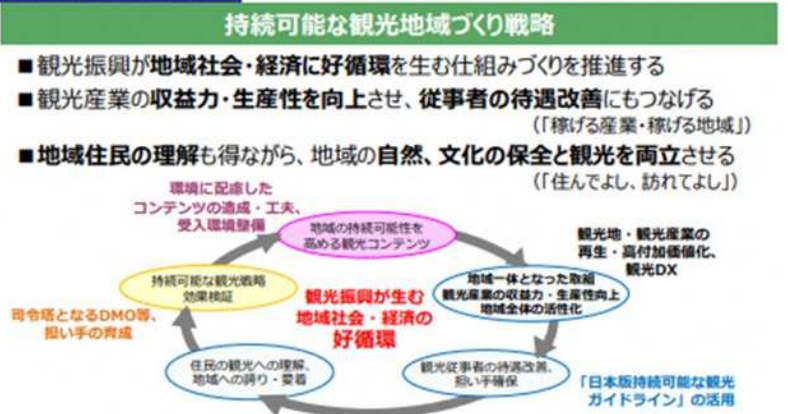 持続可能な観光地域づくり戦略
■観光振興が地域社会・経済に好循環を生む仕組みづくりを推進する
■観光産業の収益力・生産性を向上させ、従事者の待遇改善にもつなげる
(「稼げる産業・稼げる地域」)
■地域住民の理解も得ながら、地域の自然、文化の保全と観光を両立させる
(「住んでよし、訪れてよし」)
環境に配慮した
コンテンツの造成・工夫、
受入環境整備
地域の持続可能性を
高める観光コンテンツ
観光地・観光産業の
再生・高付加価値化、
観光DX
地域一体となった取組
観光産業の収益力・生産性向上
地域全体の活性化
持続可能な観光戦略
効果検証
観光振興が生む
地域社会・経済の
好循環
司令塔となるDMO等、
担い手の育成
住民の観光への理解、
地域への誇り・愛着
観光従事者の待遇改善、
担い手確保
「日本版持続可能な観光
ガイドライン」の活用